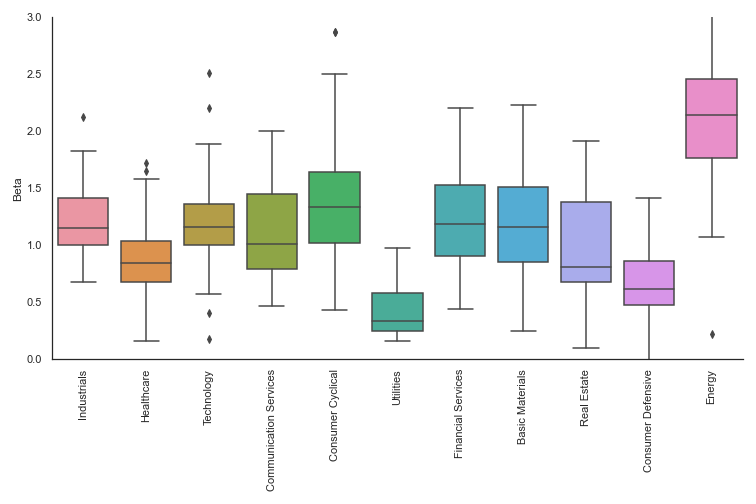 3.0
2.5
2.0
1.5
1.0
0.5
0.0
Beta
Industrials
Healthcare
Technology
Communication Services
Consumer Cyclical
Utilities
Financial Services
Basic Materials
Real Estate
Consumer Defensive
Energy